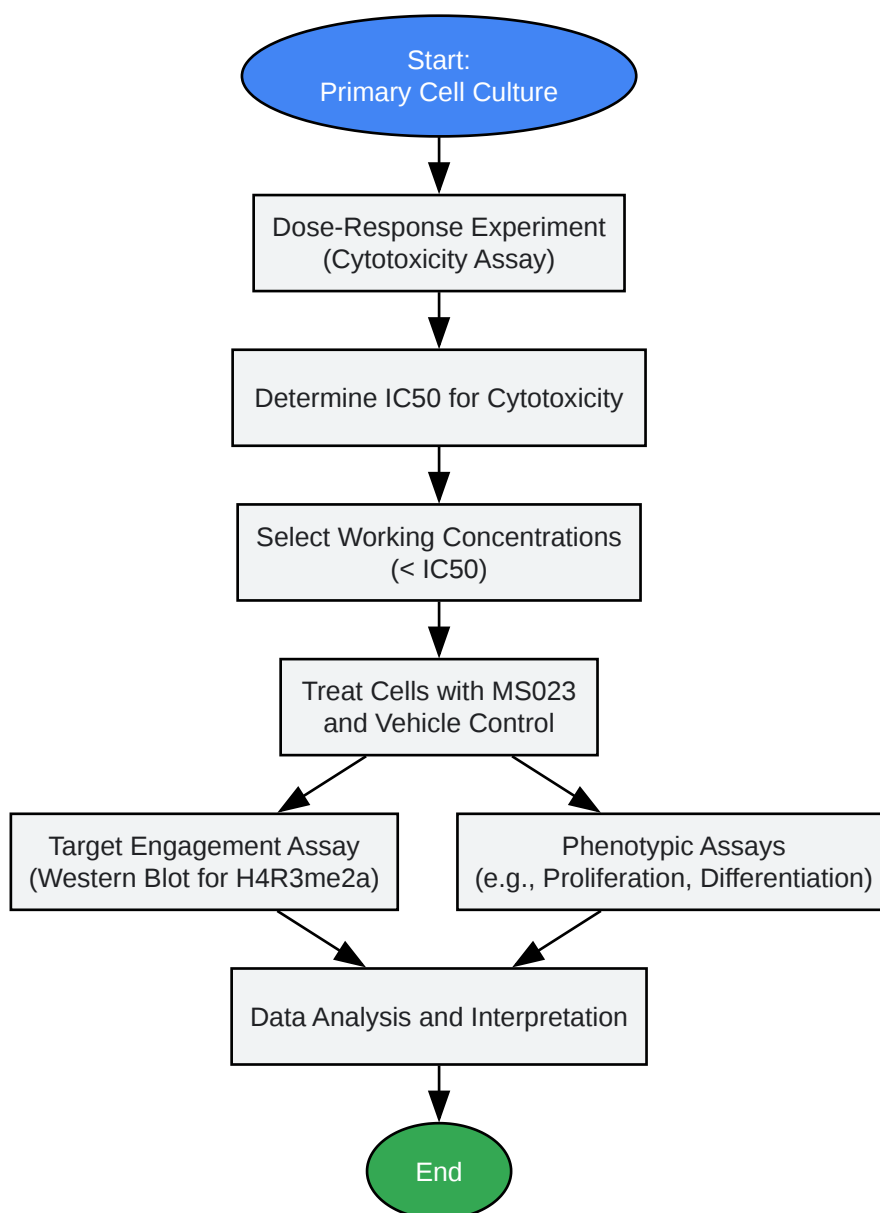 Start:
Primary Cell Culture
Dose-Response Experiment
(Cytotoxicity Assay)
Determine IC50 for Cytotoxicity
Select Working Concentrations
(< IC50)
Treat Cells with MS023
and Vehicle Control
Target Engagement Assay
(Western Blot for H4R3me2a)
Phenotypic Assays
(e.g., Proliferation, Differentiation)
Data Analysis and Interpretation
End